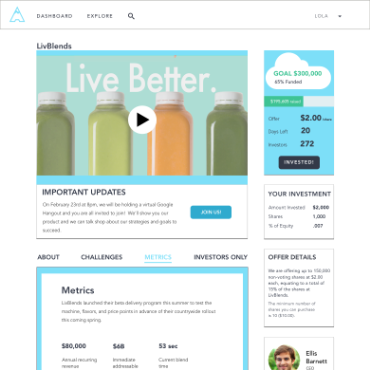 DASHBOARD
EXPLORE
LOLA
LivBlends
Live Better.
IMPORTANT UPDATES
On February 23rd at 8pm, we will be holding a virtual Google
Hangout and you are all invited to join! We'll show you our
product and we can talk shop about our strategies and goals to
succeed.
JOIN US!
GOAL $300,000
65% Funded
Offer $2.00
Days Left 20
Investors 272
INVESTED!
YOUR INVESTMENT
Amount Invested $2,000
Shares 1,000
% of Equity .007
ABOUT
CHALLENGES
METRICS
INVESTORS ONLY
Metrics
LivBlends launched their beta delivery program this summer to test the
machine, flavors, and price points in advance of their countrywide rollout
this coming spring.
$80,000
$6B
53 sec
Annual recurring
revenue
Immediate
addressable
Current blend
time
OFFER DETAILS
We are offering up to 150,000
non-voting shares at $2.00
each, equaling to a total of
15% of the shares at
LivBlends.
The minimum number of
shares you can purchase
is 10 ($20.00).
Ellis
Barnett
CEO